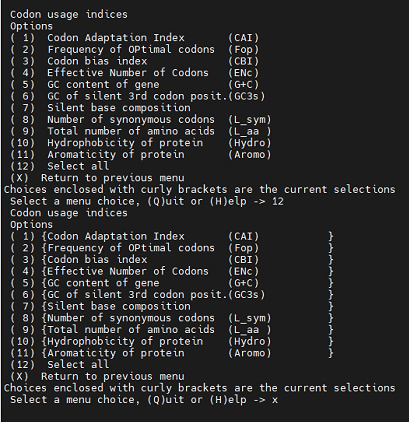 Codon usage indices
Options
( 1)  Codon Adaptation Index       (CAI)
( 2)  Frequency of OPtimal codons  (Fop)
( 3)  Codon bias index             (CBI)
( 4)  Effective Number of Codons   (ENc)
( 5)  GC content of gene           (G+C)
( 6)  GC of silent 3rd codon posit.(GC3s)
( 7)  Silent base composition
( 8)  Number of synonymous codons  (L_sym)
( 9)  Total number of amino acids  (L_aa )
(10)  Hydrophobicity of protein    (Hydro)
(11)  Aromaticity of protein       (Aromo)
(12)  Select all
(X)  Return to previous menu
Choices enclosed with curly brackets are the current selections
Select a menu choice, (Q)uit or (H)elp -> 12
Codon usage indices
Options
( 1) {Codon Adaptation Index       (CAI)           }
( 2) {Frequency of OPtimal codons  (Fop)           }
( 3) {Codon bias index             (CBI)           }
( 4) {Effective Number of Codons   (ENc)           }
( 5) {GC content of gene           (G+C)           }
( 6) {GC of silent 3rd codon posit.(GC3s)          }
( 7) {Silent base composition                      }
( 8) {Number of synonymous codons  (L_sym)         }
( 9) {Total number of amino acids  (L_aa )         }
(10) {Hydrophobicity of protein    (Hydro)         }
(11) {Aromaticity of protein       (Aromo)         }
(12)  Select all
(X)  Return to previous menu
Choices enclosed with curly brackets are the current selections
Select a menu choice, (Q)uit or (H)elp -> x